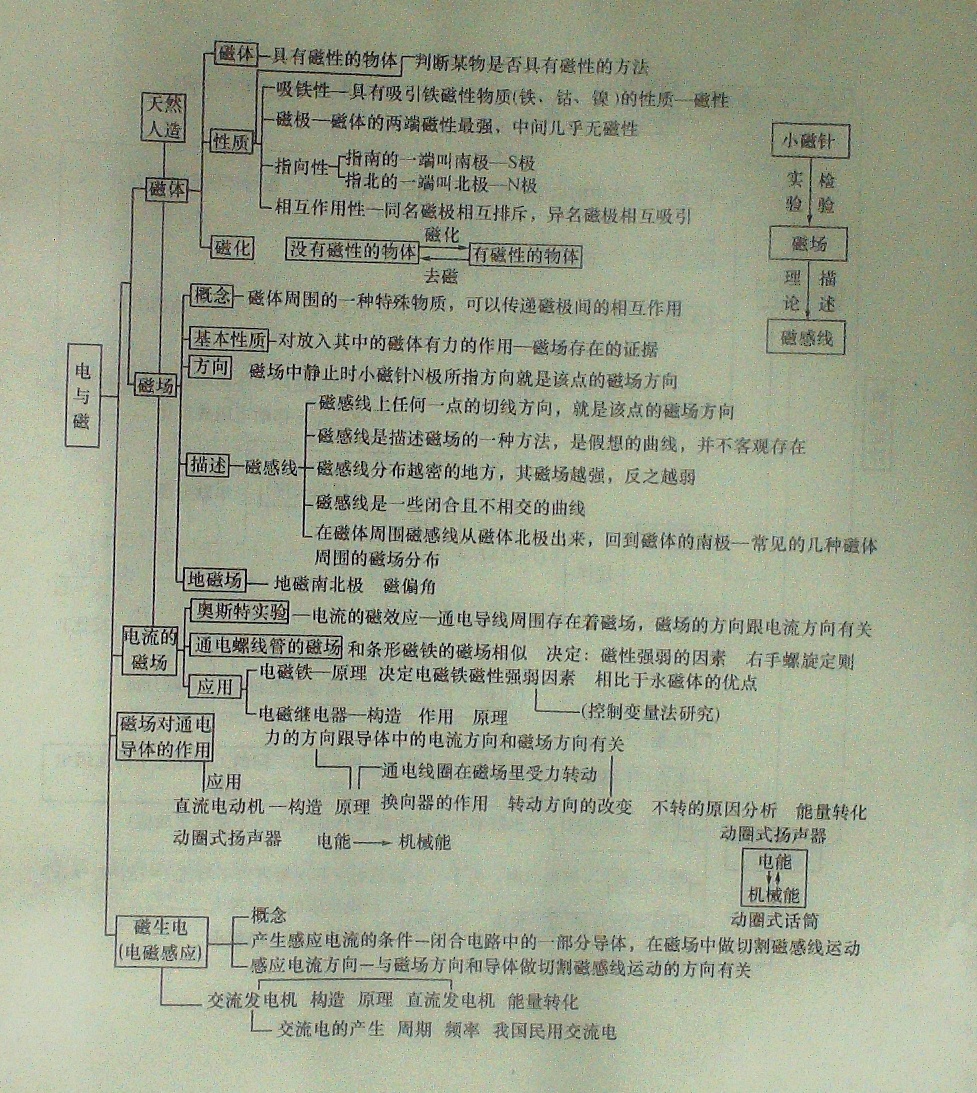 磁体 具有磁性的物体 判断某物是否具有磁性的方法
天然
人造
性质
吸铁性—具有吸引铁磁性物质(铁、钴、镍)的性质—磁性
磁极—磁体的两端磁性最强，中间几乎无磁性
指向性
指南的一端叫南极—S极
指北的一端叫北极—N极
相互作用性—同名磁极相互排斥，异名磁极相互吸引
磁体
磁化 没有磁性的物体 磁化 有磁性的物体
去磁
小磁针
实 检
验 验
磁场
理 描
论 述
磁感线
电与磁
磁场
概念—磁体周围的一种特殊物质，可以传递磁极间的相互作用
基本性质—对放入其中的磁体有力的作用—磁场存在的证据
方向 磁场中静止时小磁针N极所指方向就是该点的磁场方向
描述—磁感线
磁感线上任何一点的切线方向，就是该点的磁场方向
磁感线是描述磁场的一种方法，是假想的曲线，并不客观存在
磁感线分布越密的地方，其磁场越强，反之越弱
磁感线是一些闭合且不相交的曲线
在磁体周围磁感线从磁体北极出来，回到磁体的南极—常见的几种磁体
周围的磁场分布
地磁场—地磁南北极 磁偏角
电流的
磁场
奥斯特实验—电流的磁效应—通电导线周围存在着磁场，磁场的方向跟电流方向有关
通电螺线管的磁场 和条形磁铁的磁场相似 决定：磁性强弱的因素 右手螺旋定则
应用
电磁铁—原理 决定电磁铁磁性强弱因素 相比于永磁体的优点
电磁继电器—构造 作用 原理 (控制变量法研究)
磁场对通电
导体的作用
力的方向跟导体中的电流方向和磁场方向有关
应用
通电线圈在磁场里受力转动
直流电动机—构造 原理 换向器的作用 转动方向的改变 不转的原因分析 能量转化
动圈式扬声器 电能→机械能
动圈式扬声器
电能
机械能
动圈式话筒
磁生电
(电磁感应)
概念
产生感应电流的条件—闭合电路中的一部分导体，在磁场中做切割磁感线运动
感应电流方向—与磁场方向和导体做切割磁感线运动的方向有关
交流发电机 构造 原理 直流发电机 能量转化
交流电的产生 周期 频率 我国民用交流电